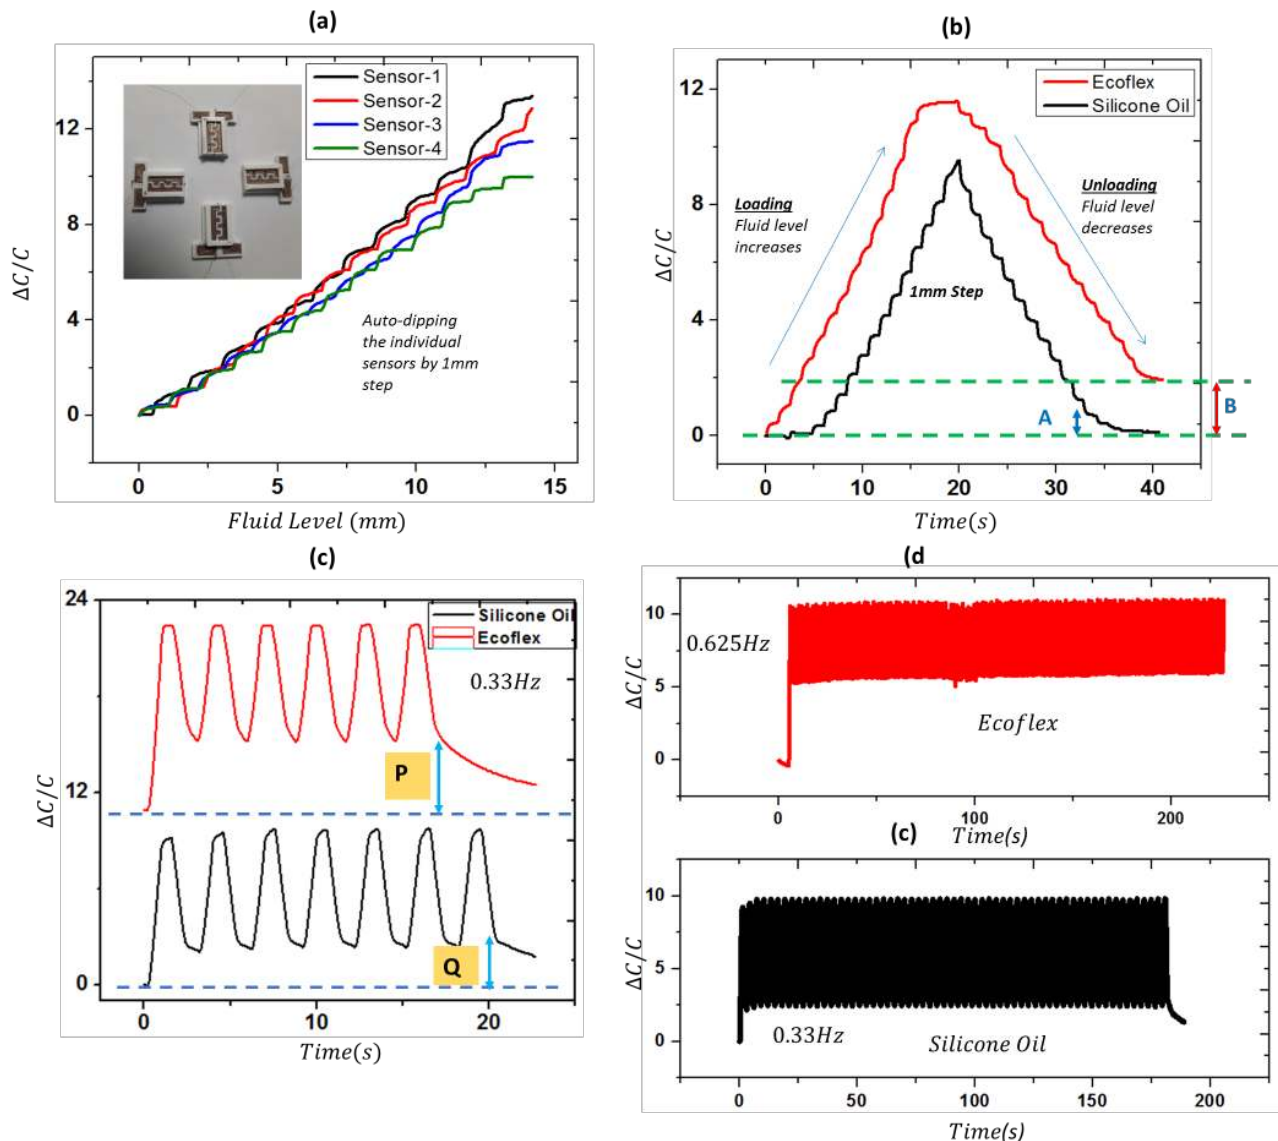 (a)
Sensor-1
Sensor-2
Sensor-3
Sensor-4
12
8
4
0
ΔC/C
Auto-dipping
the individual
sensors by 1mm
step
0 5 10 15
Fluid Level (mm)
(b)
Ecoflex
Silicone Oil
12
8
4
0
ΔC/C
Loading
Fluid level
increases
Unloading
Fluid level
decreases
1mm Step
A
B
0 10 20 30 40
Time(s)
(c)
24
12
0
ΔC/C
Silicone Oil
Ecoflex
0.33Hz
P
Q
0 10 20
Time(s)
(d)
10
5
0
ΔC/C
0.625Hz
Ecoflex
0 100 200
Time(s)
(c)
10
5
0
ΔC/C
0.33Hz
Silicone Oil
0 50 100 150 200
Time(s)